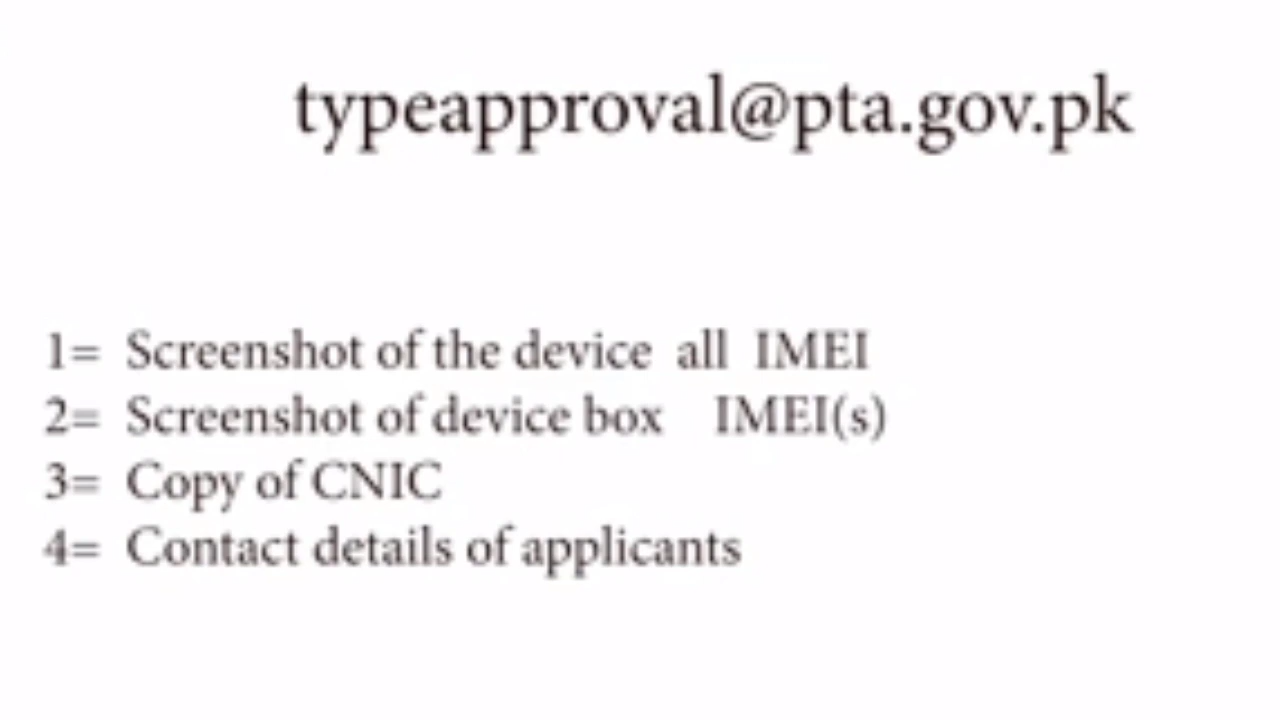 typeapproval@pta.gov.pk
1= Screenshot of the device all IMEI
2= Screenshot of device box IMEI(s)
3= Copy of CNIC
4= Contact details of applicants